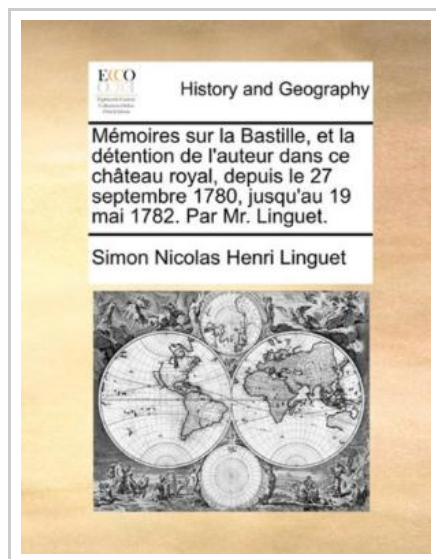 ECCO
History and Geography
Mémoires sur la Bastille, et la
détention de l'auteur dans ce
château royal, depuis le 27
septembre 1780, jusqu'au 19
mai 1782. Par Mr. Linguet.
Simon Nicolas Henri Linguet